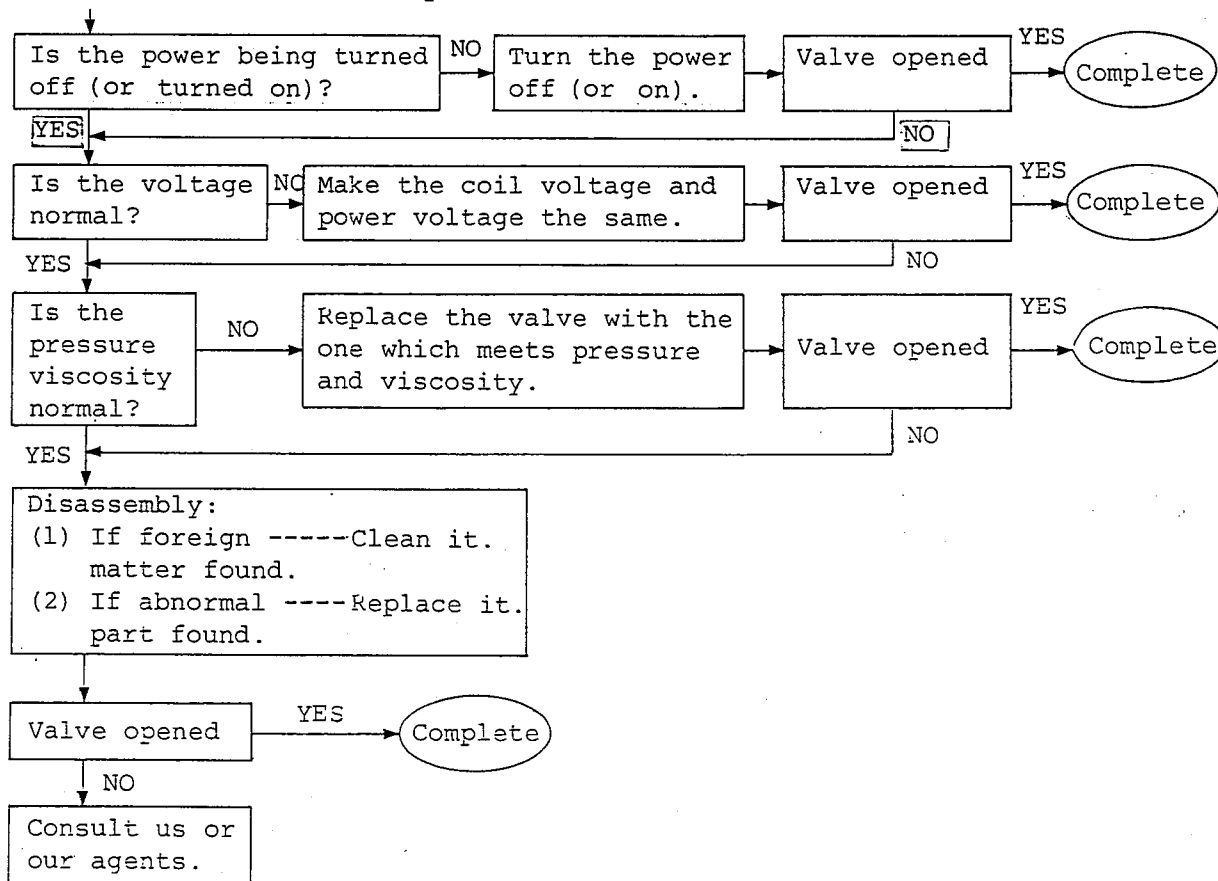 Is the power being turned
off (or turned on)?
NO
Turn the power
off (or on).
Valve opened
YES
Complete
YES
NO
Is the voltage
normal?
NO
Make the coil voltage and
power voltage the same.
Valve opened
YES
Complete
YES
NO
Is the
pressure
viscosity
normal?
NO
Replace the valve with the
one which meets pressure
and viscosity.
Valve opened
YES
Complete
YES
NO
Disassembly:
(1) If foreign -----Clean it.
matter found.
(2) If abnormal ----Replace it.
part found.
Valve opened
YES
Complete
NO
Consult us or
our agents.